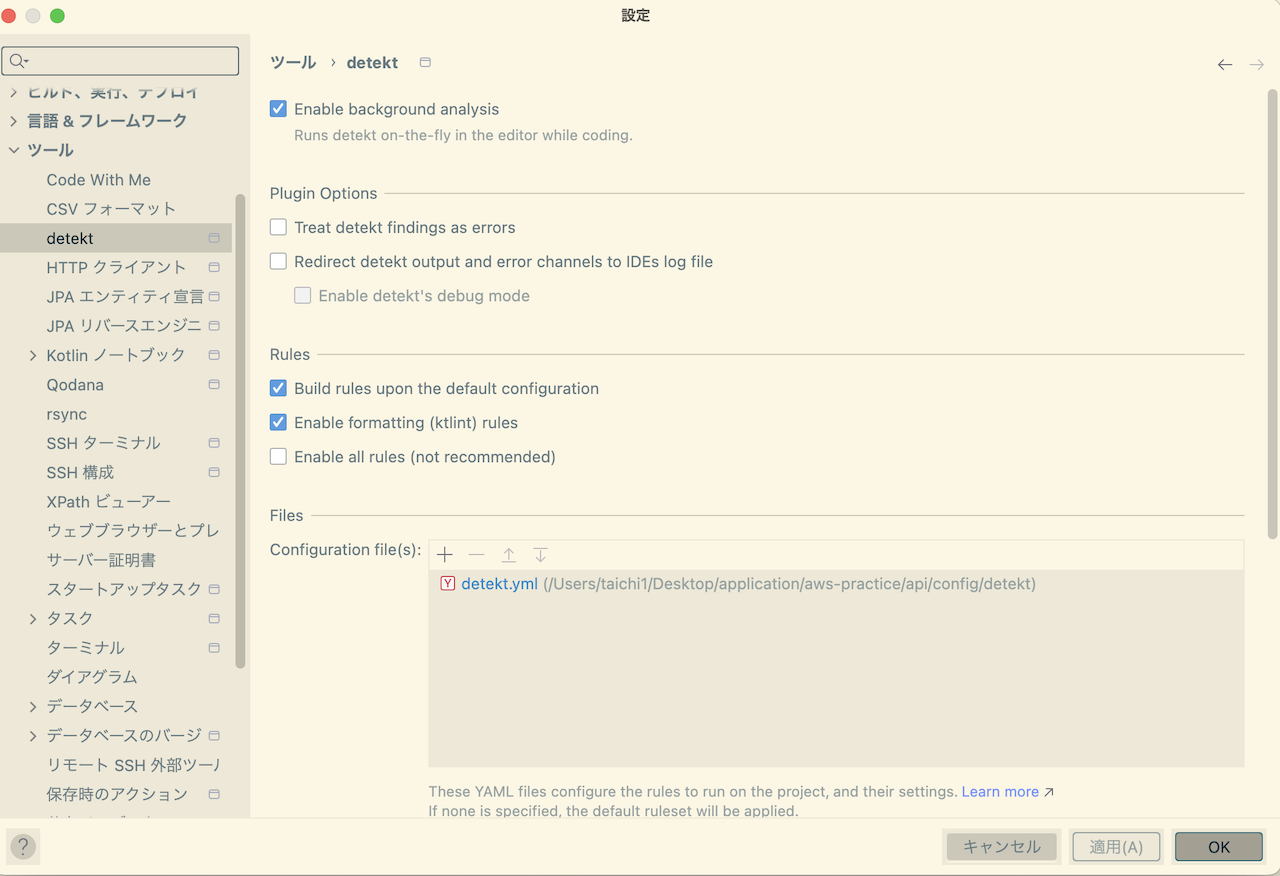 設定
ツール › detekt
ビルド、実行、デプロイ
言語 & フレームワーク
ツール
Code With Me
CSV フォーマット
detekt
HTTP クライアント
JPA エンティティ宣言
JPA リバースエンジニ
Kotlin ノートブック
Qodana
rsync
SSH ターミナル
SSH 構成
XPath ビューアー
ウェブブラウザーとプレ
サーバー証明書
スタートアップタスク
タスク
ターミナル
ダイアグラム
データベース
データベースのバージ
リモート SSH 外部ツール
保存時のアクション
Enable background analysis
Runs detekt on-the-fly in the editor while coding.
Plugin Options
Treat detekt findings as errors
Redirect detekt output and error channels to IDEs log file
Enable detekt's debug mode
Rules
Build rules upon the default configuration
Enable formatting (ktlint) rules
Enable all rules (not recommended)
Files
Configuration file(s):
Y detekt.yml (/Users/taichi1/Desktop/application/aws-practice/api/config/detekt)
These YAML files configure the rules to run on the project, and their settings. Learn more ↗
If none is specified, the default ruleset will be applied.
? キャンセル 適用(A) OK